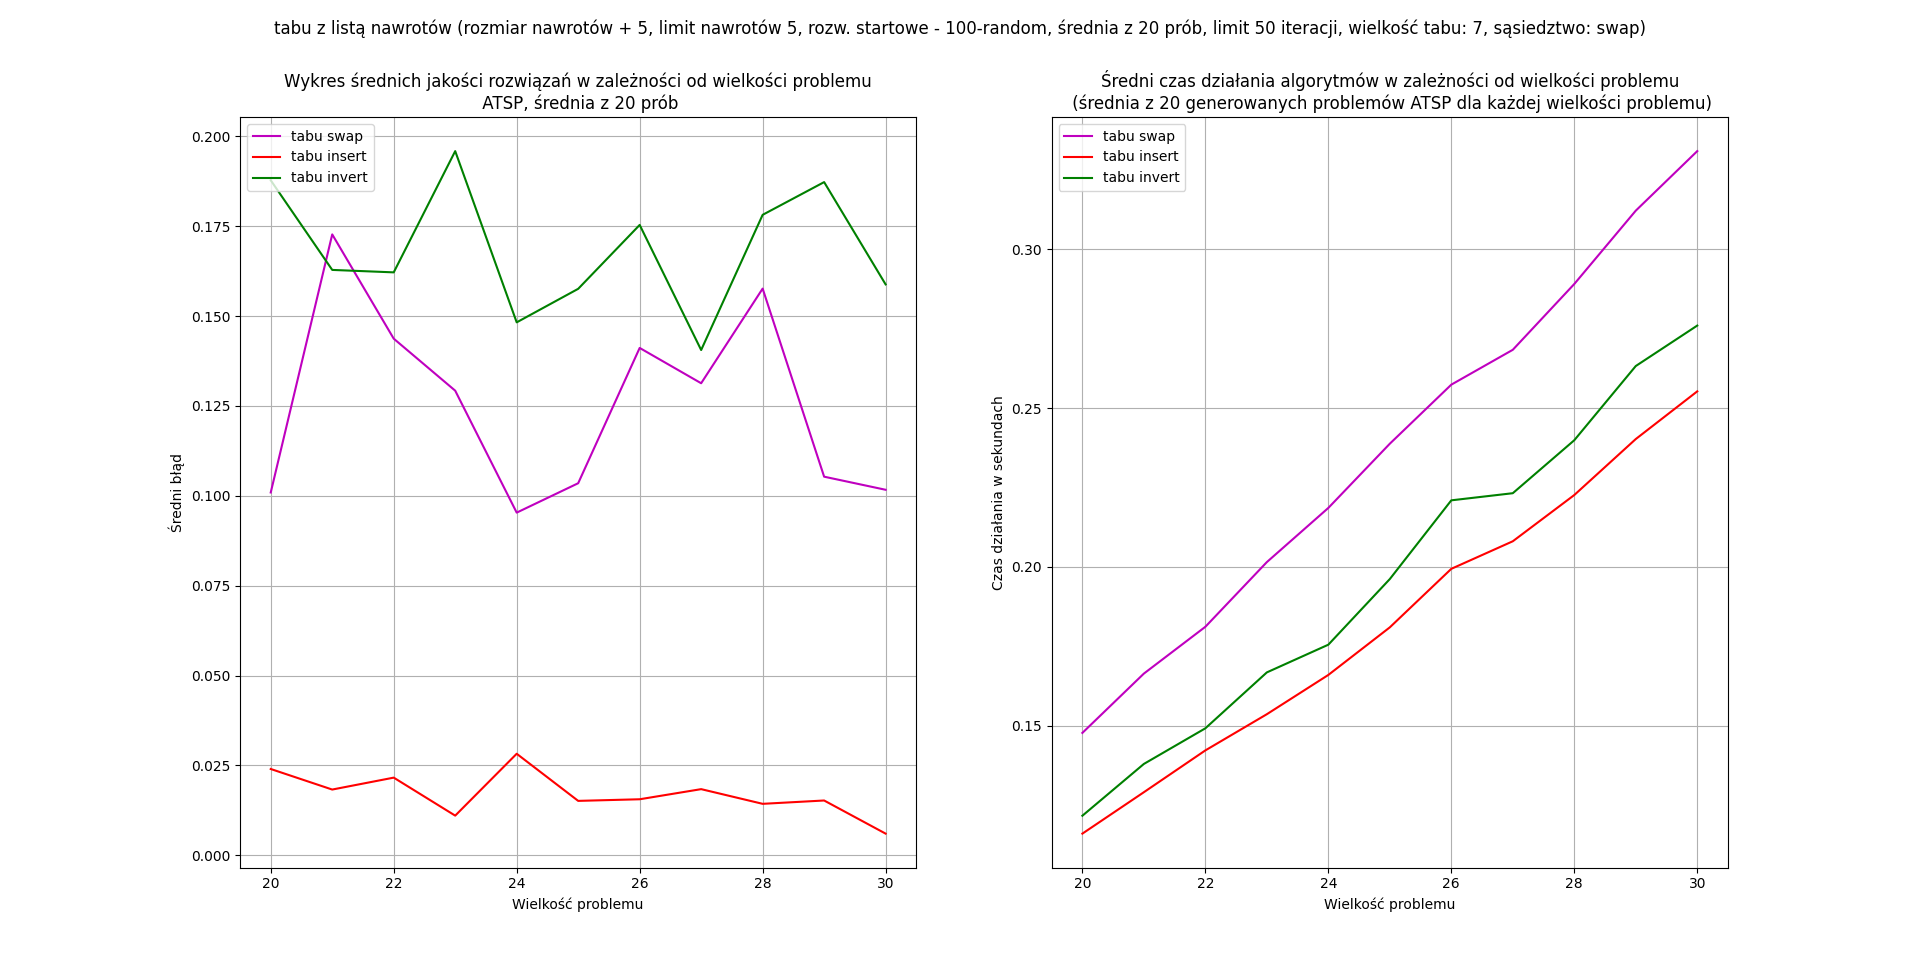 tabu z listą nawrotów (rozmiar nawrotów + 5, limit nawrotów 5, rozw. startowe - 100-random, średnia z 20 prób, limit 50 iteracji, wielkość tabu: 7, sąsiedztwo: swap)
Wykres średnich jakości rozwiązań w zależności od wielkości problemu
ATSP, średnia z 20 prób
tabu swap
tabu insert
tabu invert
0.200
0.175
0.150
0.125
0.100
0.075
0.050
0.025
0.000
Średni błąd
20 22 24 26 28 30
Wielkość problemu
Średni czas działania algorytmów w zależności od wielkości problemu
(średnia z 20 generowanych problemów ATSP dla każdej wielkości problemu)
tabu swap
tabu insert
tabu invert
0.30
0.25
0.20
0.15
Czas działania w sekundach
20 22 24 26 28 30
Wielkość problemu